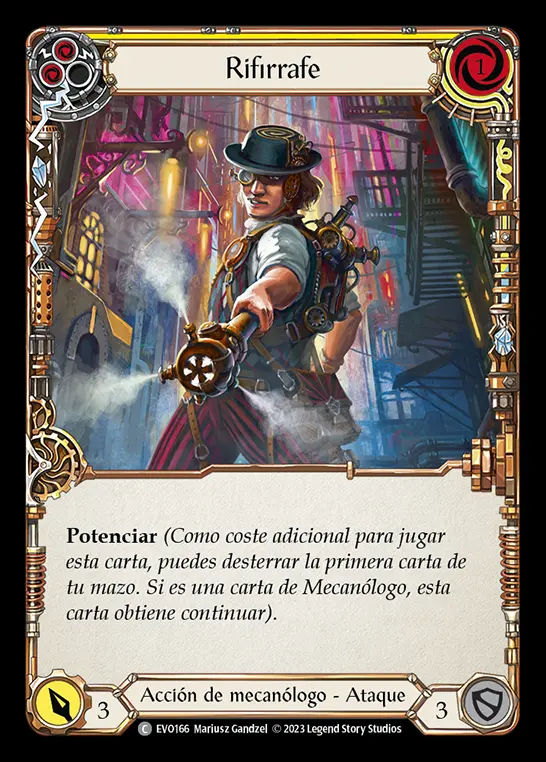 Rifirrafe
1
Potenciar (Como coste adicional para jugar
esta carta, puedes desterrar la primera carta de
tu mazo. Si es una carta de Mecanólogo, esta
carta obtiene continuar).
3
Acción de mecanólogo - Ataque
3
C EVO166 Mariusz Gandzel © 2023 Legend Story Studios